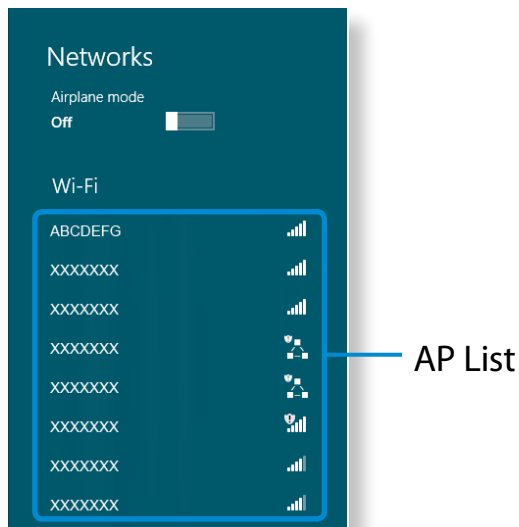 Networks
Airplane mode
Off
Wi-Fi
ABCDEFG
XXXXXXX
XXXXXXX
XXXXXXX
XXXXXXX
XXXXXXX
XXXXXXX
XXXXXXX
AP List